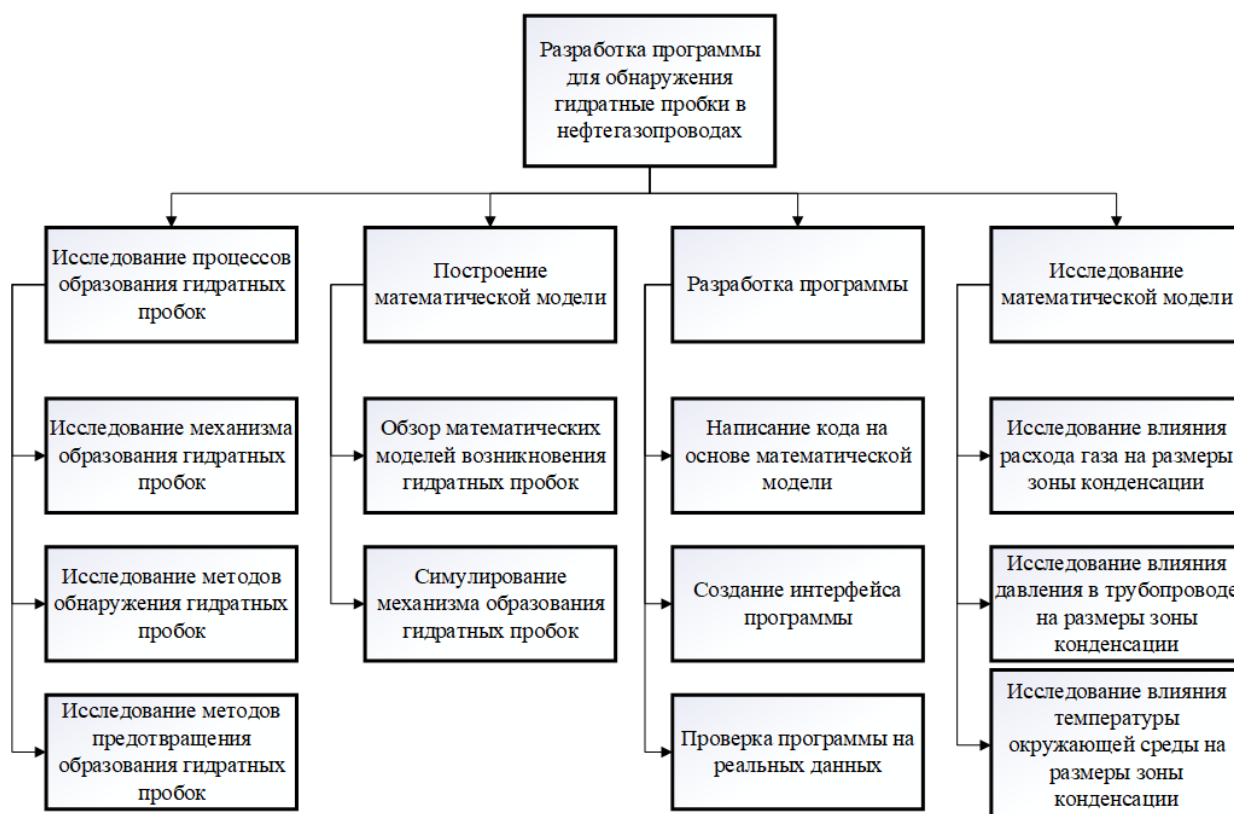 Разработка программы
для обнаружения
гидратные пробки в
нефтегазопроводах
Исследование процессов
образования гидратных
пробок
Построение
математической модели
Разработка программы
Исследование
математической модели
Исследование механизма
образования гидратных
пробок
Обзор математических
моделей возникновения
гидратных пробок
Написание кода на
основе математической
модели
Исследование влияния
расхода газа на размеры
зоны конденсации
Исследование методов
обнаружения гидратных
пробок
Симулирование
механизма образования
гидратных пробок
Создание интерфейса
программы
Исследование влияния
давления в трубопроводе
на размеры зоны
конденсации
Исследование методов
предотвращения
образования гидратных
пробок
Проверка программы на
реальных данных
Исследование влияния
температуры
окружающей среды на
размеры зоны
конденсации